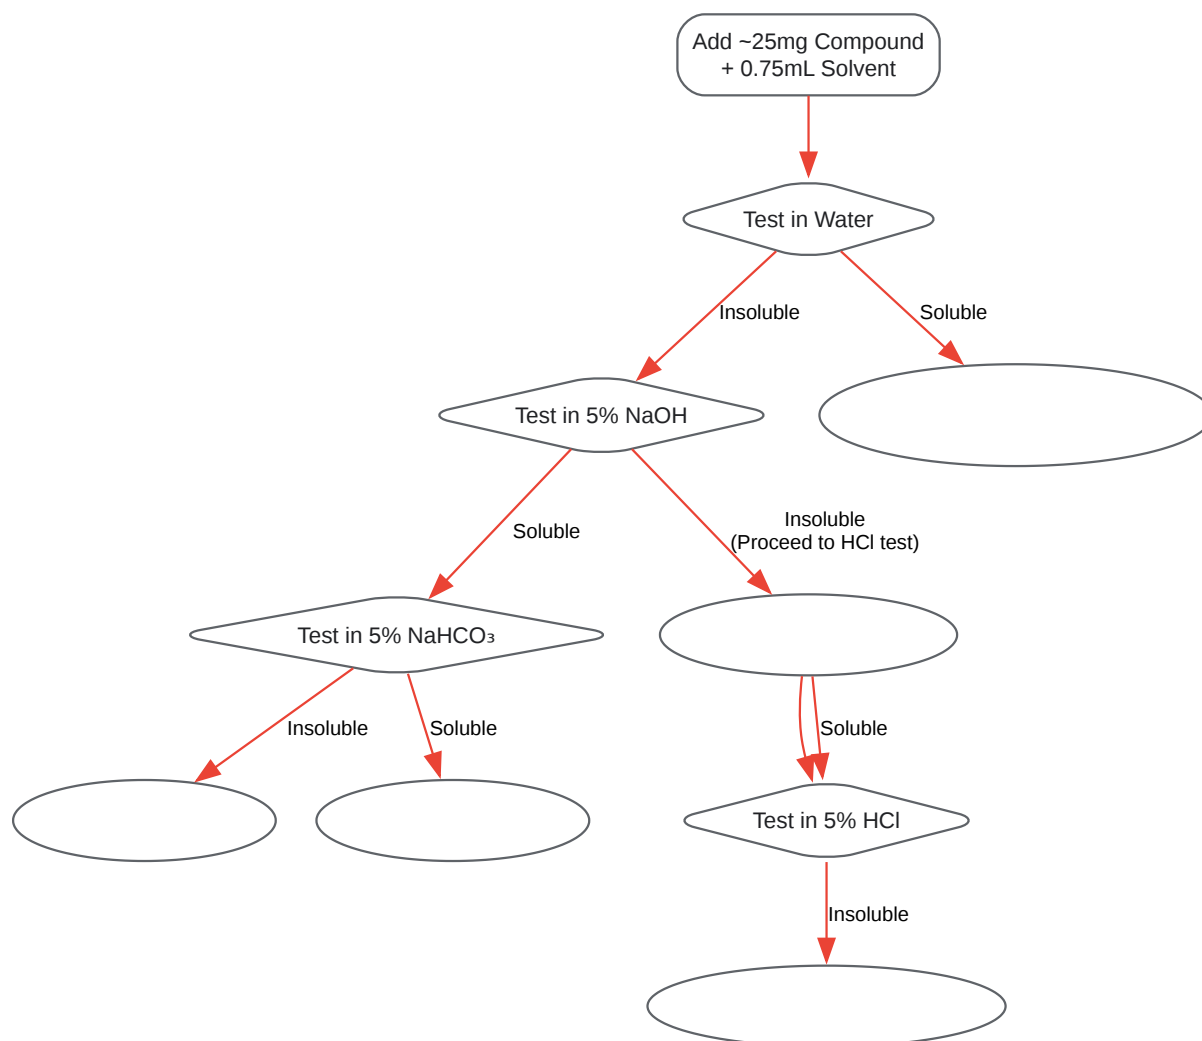 Add ~25mg Compound
+ 0.75mL Solvent
Test in Water
Insoluble
Soluble
Test in 5% NaOH
Soluble
Insoluble
(Proceed to HCl test)
Test in 5% NaHCO₃
Insoluble
Soluble
Soluble
Test in 5% HCl
Insoluble